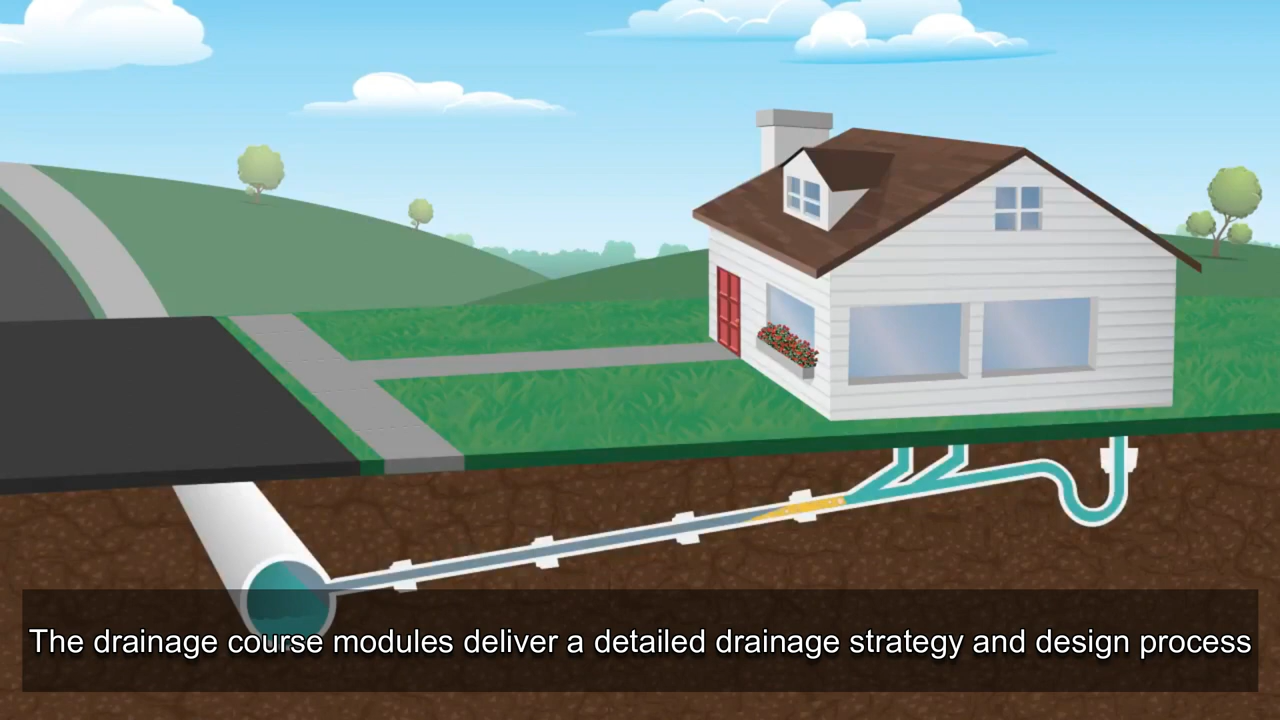 The drainage course modules deliver a detailed drainage strategy and design process